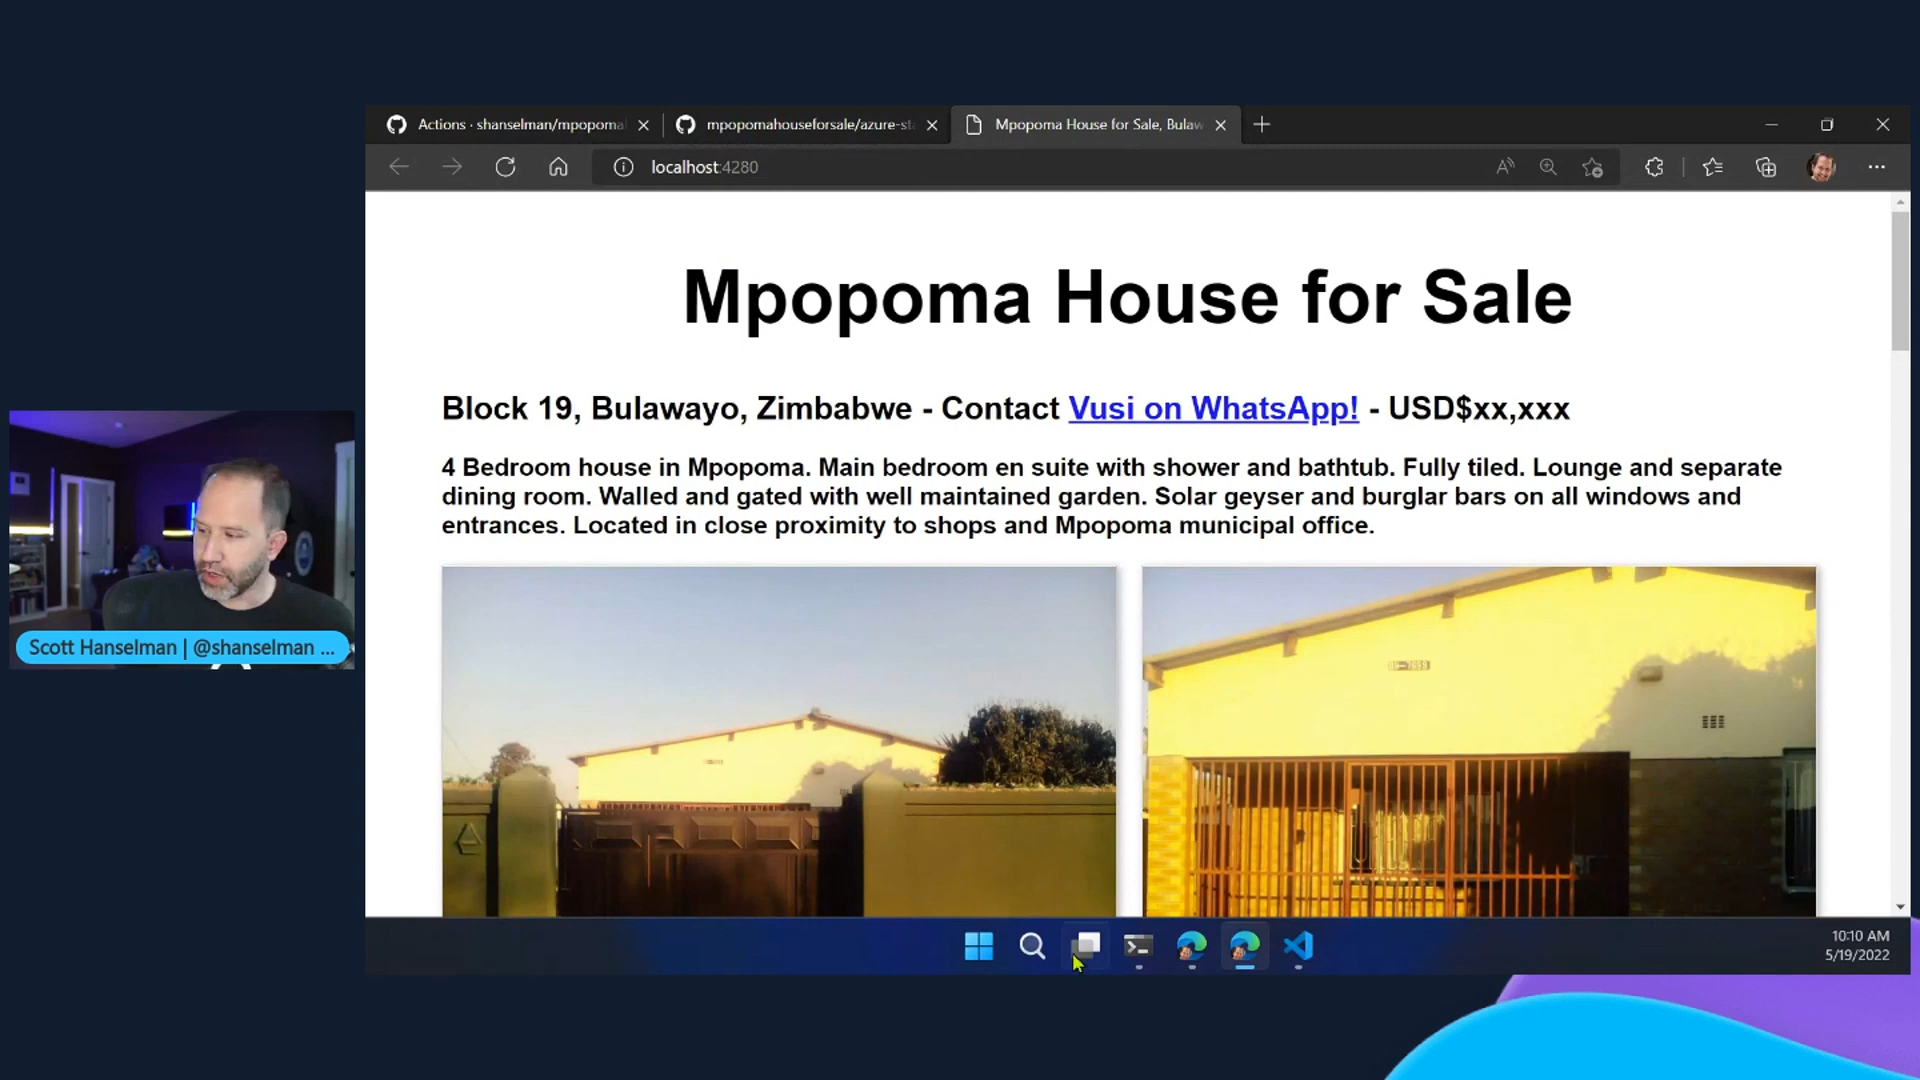 Actions · shanselman/mpopoma
mpopomahouseforsale/azure-sta
Mpopoma House for Sale, Bulaw
localhost:4280
Mpopoma House for Sale
Block 19, Bulawayo, Zimbabwe - Contact Vusi on WhatsApp! - USD$xx,xxx
4 Bedroom house in Mpopoma. Main bedroom en suite with shower and bathtub. Fully tiled. Lounge and separate
dining room. Walled and gated with well maintained garden. Solar geyser and burglar bars on all windows and
entrances. Located in close proximity to shops and Mpopoma municipal office.
Scott Hanselman | @shanselman ...
10:10 AM
5/19/2022